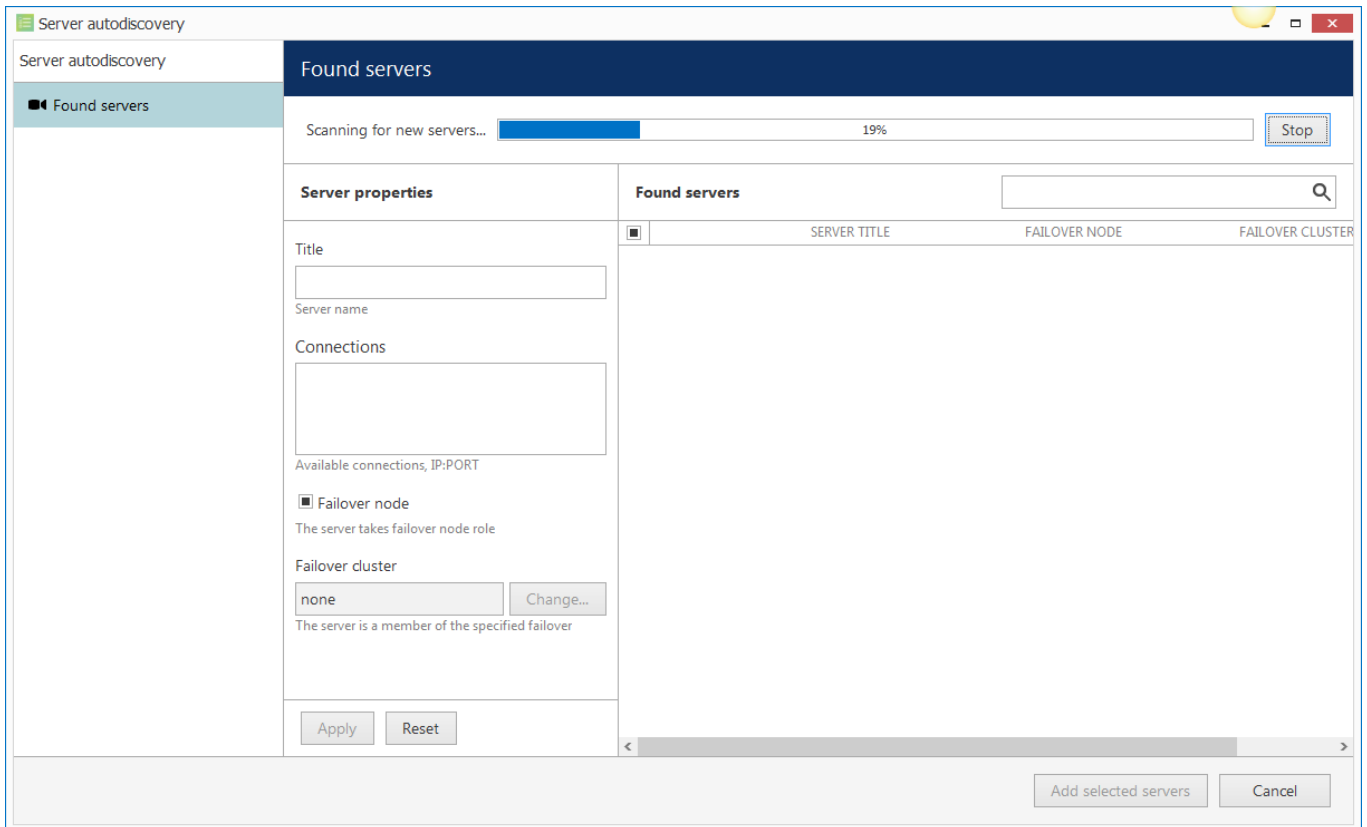 Server autodiscovery
Server autodiscovery
Found servers
Found servers
Scanning for new servers...
19%
Stop
Server properties
Found servers
SERVER TITLE
FAILOVER NODE
FAILOVER CLUSTER
Title
Server name
Connections
Available connections, IP:PORT
Failover node
The server takes failover node role
Failover cluster
none
Change...
The server is a member of the specified failover
Apply
Reset
Add selected servers
Cancel